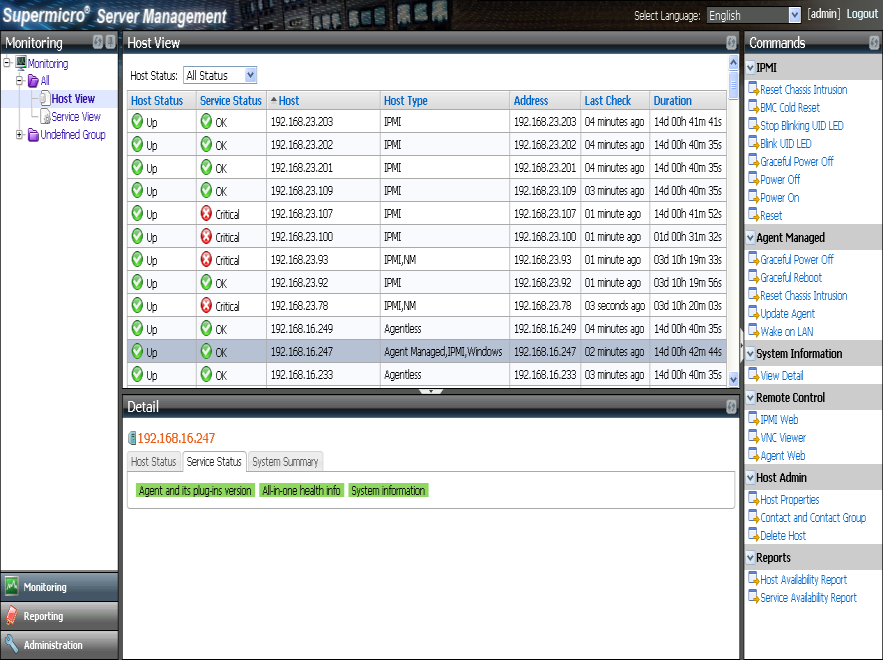 Supermicro® Server Management
Select Language: English [admin] Logout
Monitoring
Monitoring
All
Host View
Service View
Undefined Group
Monitoring
Reporting
Administration
Host View
Host Status: All Status
Host Status Service Status Host Host Type Address Last Check Duration
Up OK 192.168.23.203 IPMI 192.168.23.203 04 minutes ago 14d 00h 41m 41s
Up OK 192.168.23.202 IPMI 192.168.23.202 04 minutes ago 14d 00h 40m 35s
Up OK 192.168.23.201 IPMI 192.168.23.201 04 minutes ago 14d 00h 40m 35s
Up OK 192.168.23.109 IPMI 192.168.23.109 03 minutes ago 14d 00h 40m 35s
Up Critical 192.168.23.107 IPMI 192.168.23.107 01 minute ago 14d 00h 41m 52s
Up Critical 192.168.23.100 IPMI 192.168.23.100 01 minute ago 01d 00h 31m 32s
Up Critical 192.168.23.93 IPMI,NM 192.168.23.93 01 minute ago 03d 10h 19m 33s
Up OK 192.168.23.92 IPMI 192.168.23.92 01 minute ago 03d 10h 19m 56s
Up Critical 192.168.23.78 IPMI,NM 192.168.23.78 03 seconds ago 03d 10h 20m 03s
Up OK 192.168.16.249 Agentless 192.168.16.249 04 minutes ago 14d 00h 40m 35s
Up OK 192.168.16.247 Agent Managed,IPMI,Windows 192.168.16.247 02 minutes ago 14d 00h 42m 44s
Up OK 192.168.16.233 Agentless 192.168.16.233 03 minutes ago 14d 00h 40m 35s
Detail
192.168.16.247
Host Status Service Status System Summary
Agent and its plug-ins version All-in-one health info System information
Commands
IPMI
Reset Chassis Intrusion
BMC Cold Reset
Stop Blinking UID LED
Blink UID LED
Graceful Power Off
Power Off
Power On
Reset
Agent Managed
Graceful Power Off
Graceful Reboot
Reset Chassis Intrusion
Update Agent
Wake on LAN
System Information
View Detail
Remote Control
IPMI Web
VNC Viewer
Agent Web
Host Admin
Host Properties
Contact and Contact Group
Delete Host
Reports
Host Availability Report
Service Availability Report